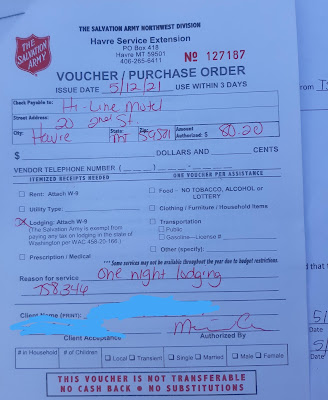 THE SALVATION ARMY NORTHWEST DIVISION
THE SALVATION ARMY
Havre Service Extension
PO Box 418
Havre MT 59501
406-265-6411
No 127187
VOUCHER / PURCHASE ORDER
ISSUE DATE 5/12/21 USE WITHIN 3 DAYS
Check Payable to: Hi-Line Motel
Street Address: 20 2nd St.
City: Havre State: MT Zip: 59501 Amount Authorized: $ 80.20
$ DOLLARS AND CENTS
VENDOR TELEPHONE NUMBER ( )
ITEMIZED RECEIPTS NEEDED ONE VOUCHER PER ASSISTANCE
Rent: Attach W-9
Food - NO TOBACCO, ALCOHOL or LOTTERY
Utility Type:
Clothing / Furniture / Household Items
X Lodging: Attach W-9
(The Salvation Army is exempt from paying any tax on lodging in the state of Washington per WAC 458-20-166.)
Transportation
Public
Gasoline—License #
Prescription / Medical
Other (specify):
***Some services may not be available throughout the year due to budget restrictions
Reason for service One night lodging
758346
Client Name (PRINT):
Client Acceptance Authorized By
# in Household # of Children Local Transient Single Married Male Female
THIS VOUCHER IS NOT TRANSFERABLE
NO CASH BACK • NO SUBSTITUTIONS
From
d that t
5/
Date
5/
Date